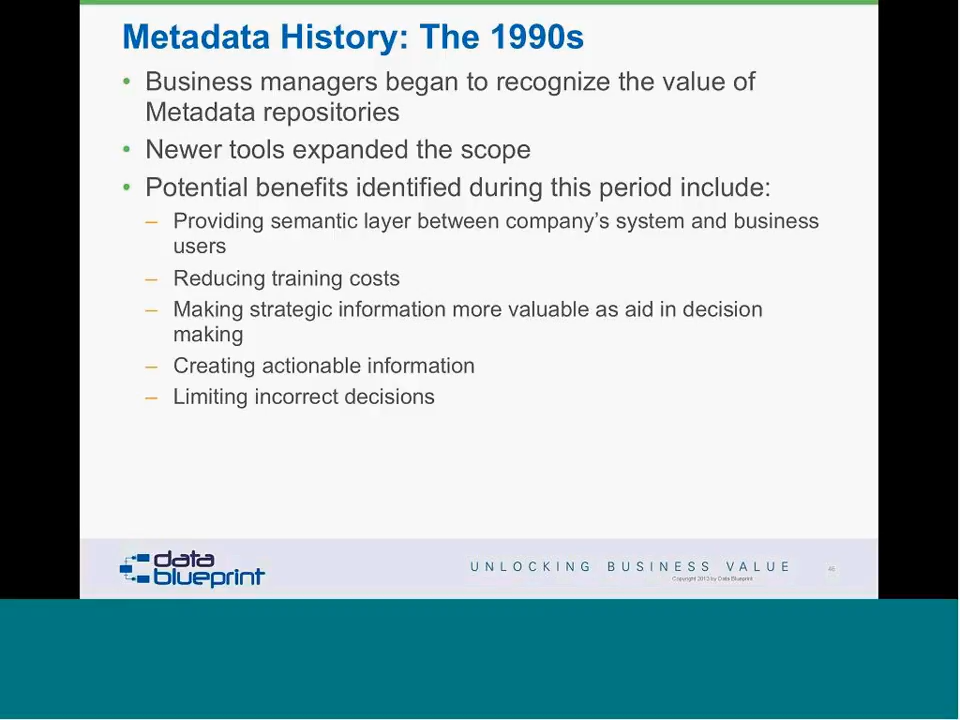 Metadata History: The 1990s
• Business managers began to recognize the value of
Metadata repositories
• Newer tools expanded the scope
• Potential benefits identified during this period include:
– Providing semantic layer between company’s system and business
users
– Reducing training costs
– Making strategic information more valuable as aid in decision
making
– Creating actionable information
– Limiting incorrect decisions
data
blueprint
UNLOCKING BUSINESS VALUE
Copyright 2013 by Data Blueprint